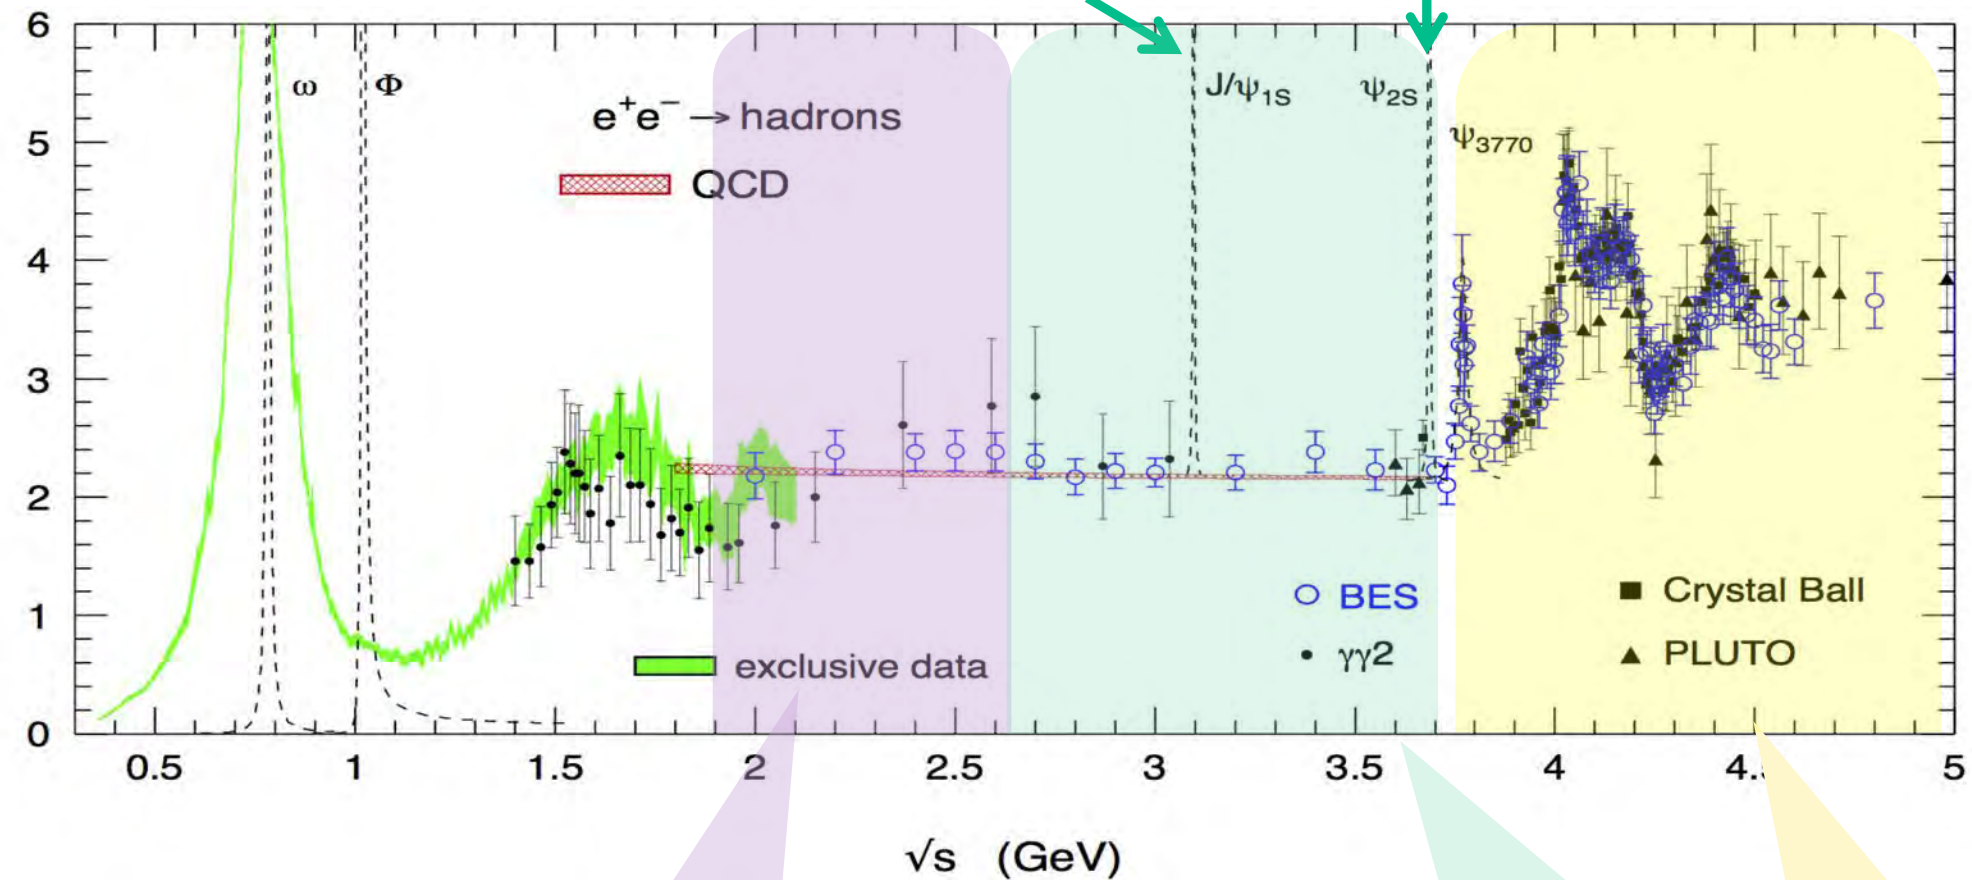 6
5
4
3
2
1
0
ω
Φ
e⁺e⁻ → hadrons
QCD
J/ψ₁S
ψ₂S
ψ₃₇₇₀
exclusive data
BES
γγ2
Crystal Ball
PLUTO
0.5 1 1.5 2 2.5 3 3.5 4 4. 5
√s (GeV)